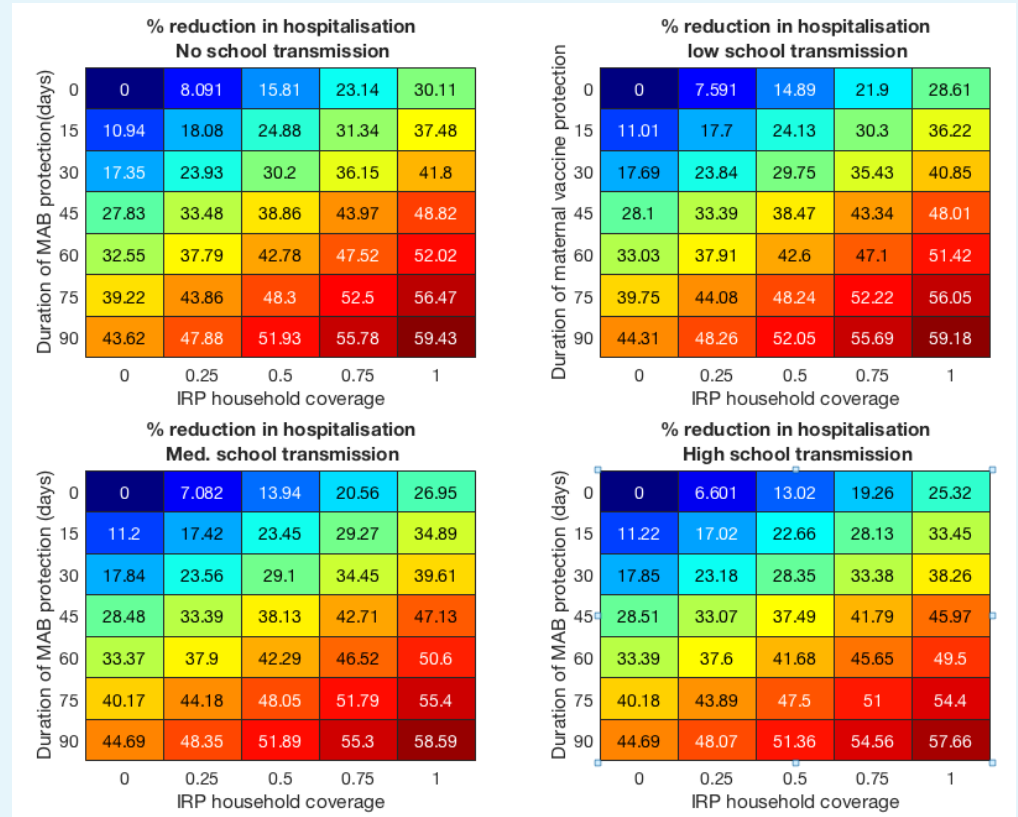 % reduction in hospitalisation
No school transmission
Duration of MAB protection(days)
0 0 8.091 15.81 23.14 30.11
15 10.94 18.08 24.88 31.34 37.48
30 17.35 23.93 30.2 36.15 41.8
45 27.83 33.48 38.86 43.97 48.82
60 32.55 37.79 42.78 47.52 52.02
75 39.22 43.86 48.3 52.5 56.47
90 43.62 47.88 51.93 55.78 59.43
0 0.25 0.5 0.75 1
IRP household coverage
% reduction in hospitalisation
low school transmission
Duration of maternal vaccine protection
0 0 7.591 14.89 21.9 28.61
15 11.01 17.7 24.13 30.3 36.22
30 17.69 23.84 29.75 35.43 40.85
45 28.1 33.39 38.47 43.34 48.01
60 33.03 37.91 42.6 47.1 51.42
75 39.75 44.08 48.24 52.22 56.05
90 44.31 48.26 52.05 55.69 59.18
0 0.25 0.5 0.75 1
IRP household coverage
% reduction in hospitalisation
Med. school transmission
Duration of MAB protection (days)
0 0 7.082 13.94 20.56 26.95
15 11.2 17.42 23.45 29.27 34.89
30 17.84 23.56 29.1 34.45 39.61
45 28.48 33.39 38.13 42.71 47.13
60 33.37 37.9 42.29 46.52 50.6
75 40.17 44.18 48.05 51.79 55.4
90 44.69 48.35 51.89 55.3 58.59
0 0.25 0.5 0.75 1
IRP household coverage
% reduction in hospitalisation
High school transmission
Duration of MAB protection (days)
0 0 6.601 13.02 19.26 25.32
15 11.22 17.02 22.66 28.13 33.45
30 17.85 23.18 28.35 33.38 38.26
45 28.51 33.07 37.49 41.79 45.97
60 33.39 37.6 41.68 45.65 49.5
75 40.18 43.89 47.5 51 54.4
90 44.69 48.07 51.36 54.56 57.66
0 0.25 0.5 0.75 1
IRP household coverage